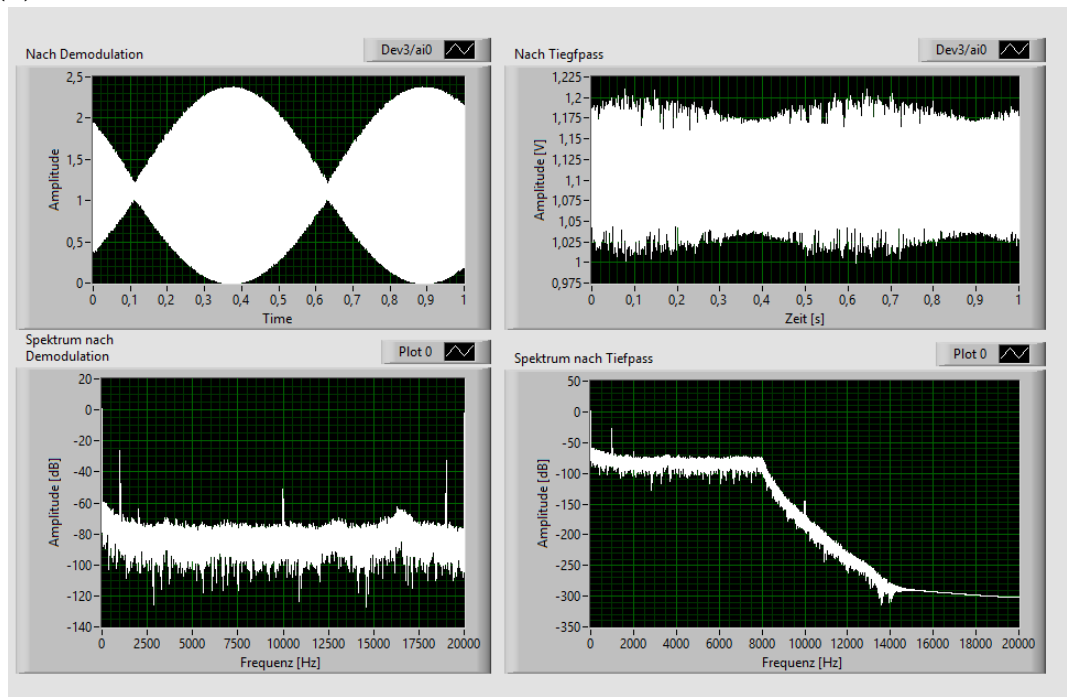 Nach Demodulation
Dev3/ai0
2,5
2
1,5
1
0,5
0
Amplitude
0 0,1 0,2 0,3 0,4 0,5 0,6 0,7 0,8 0,9 1
Time
Nach Tiegfpass
Dev3/ai0
1,225
1,2
1,175
1,15
1,125
1,1
1,075
1,05
1,025
1
0,975
Amplitude [V]
0 0,1 0,2 0,3 0,4 0,5 0,6 0,7 0,8 0,9 1
Zeit [s]
Spektrum nach
Demodulation
Plot 0
20
0
-20
-40
-60
-80
-100
-120
-140
Amplitude [dB]
0 2500 5000 7500 10000 12500 15000 17500 20000
Frequenz [Hz]
Spektrum nach Tiefpass
Plot 0
50
0
-50
-100
-150
-200
-250
-300
-350
Amplitude [dB]
0 2000 4000 6000 8000 10000 12000 14000 16000 18000 20000
Frequenz [Hz]